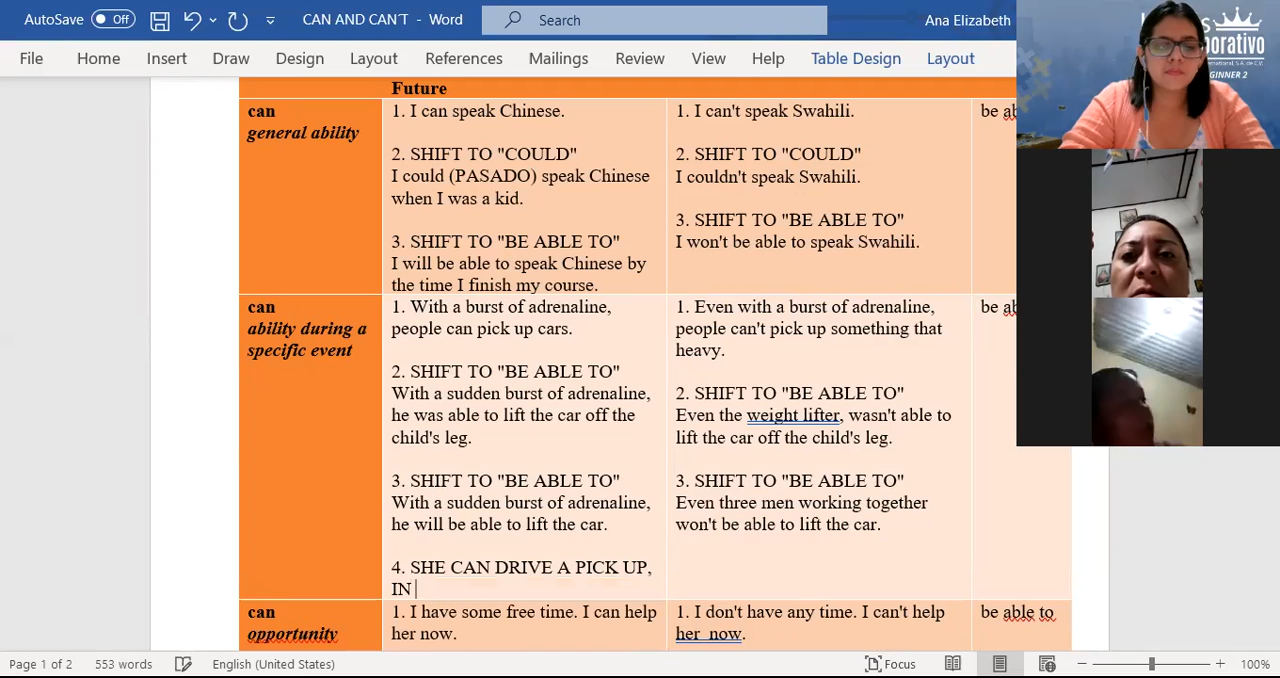 AutoSave Off CAN AND CAN'T - Word Search Ana Elizabeth
File Home Insert Draw Design Layout References Mailings Review View Help Table Design Layout
GINNER 2
Future
can
general ability
1. I can speak Chinese.
2. SHIFT TO "COULD"
I could (PASADO) speak Chinese
when I was a kid.
3. SHIFT TO "BE ABLE TO"
I will be able to speak Chinese by
the time I finish my course.
1. I can't speak Swahili.
2. SHIFT TO "COULD"
I couldn't speak Swahili.
3. SHIFT TO "BE ABLE TO"
I won't be able to speak Swahili.
be ab
can
ability during a
specific event
1. With a burst of adrenaline,
people can pick up cars.
2. SHIFT TO "BE ABLE TO"
With a sudden burst of adrenaline,
he was able to lift the car off the
child's leg.
3. SHIFT TO "BE ABLE TO"
With a sudden burst of adrenaline,
he will be able to lift the car.
4. SHE CAN DRIVE A PICK UP,
IN
1. Even with a burst of adrenaline,
people can't pick up something that
heavy.
2. SHIFT TO "BE ABLE TO"
Even the weight lifter, wasn't able to
lift the car off the child's leg.
3. SHIFT TO "BE ABLE TO"
Even three men working together
won't be able to lift the car.
be ab
can
opportunity
1. I have some free time. I can help
her now.
1. I don't have any time. I can't help
her now.
be able to
Page 1 of 2 553 words English (United States) Focus 100%